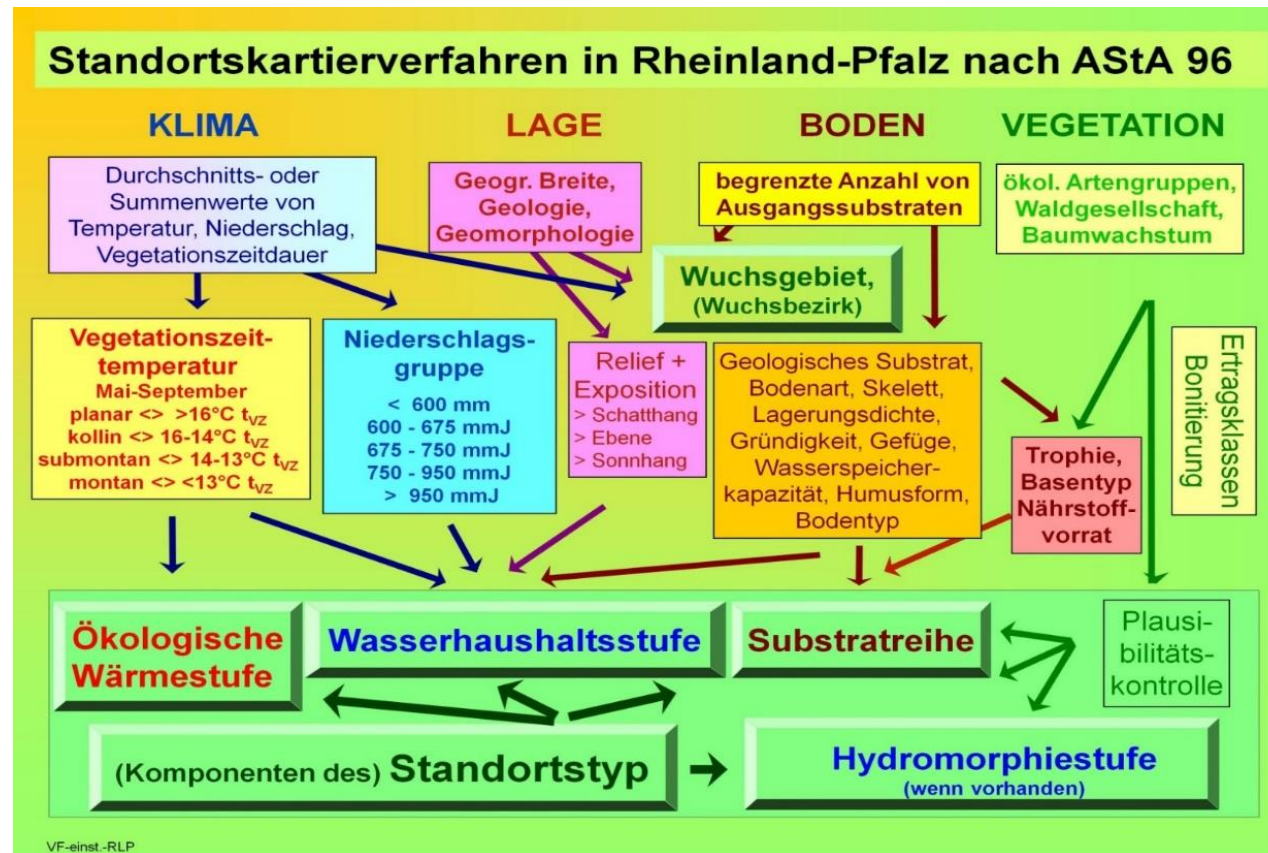 Standortskartierverfahren in Rheinland-Pfalz nach AStA 96
KLIMA
LAGE
BODEN
VEGETATION
Durchschnitts- oder
Summenwerte von
Temperatur, Niederschlag,
Vegetationszeitdauer
Geogr. Breite,
Geologie,
Geomorphologie
begrenzte Anzahl von
Ausgangssubstraten
ökol. Artengruppen,
Waldgesellschaft,
Baumwachstum
Wuchsgebiet,
(Wuchsbezirk)
Vegetationszeit-
temperatur
Mai-September
planar <> >16°C tVZ
kollin <> 16-14°C tVZ
submontan <> 14-13°C tVZ
montan <> <13°C tVZ
Niederschlags-
gruppe
< 600 mm
600 - 675 mmJ
675 - 750 mmJ
750 - 950 mmJ
> 950 mmJ
Relief +
Exposition
> Schatthang
> Ebene
> Sonnhang
Geologisches Substrat,
Bodenart, Skelett,
Lagerungsdichte,
Gründigkeit, Gefüge,
Wasserspeicher-
kapazität, Humusform,
Bodentyp
Trophie,
Basentyp
Nährstoff-
vorrat
Ertragsklassen
Bonitierung
Ökologische
Wärmestufe
Wasserhaushaltsstufe
Substratreihe
Plausi-
bilitäts-
kontrolle
(Komponenten des) Standortstyp
Hydromorphiestufe
(wenn vorhanden)
VF-einst.-RLP